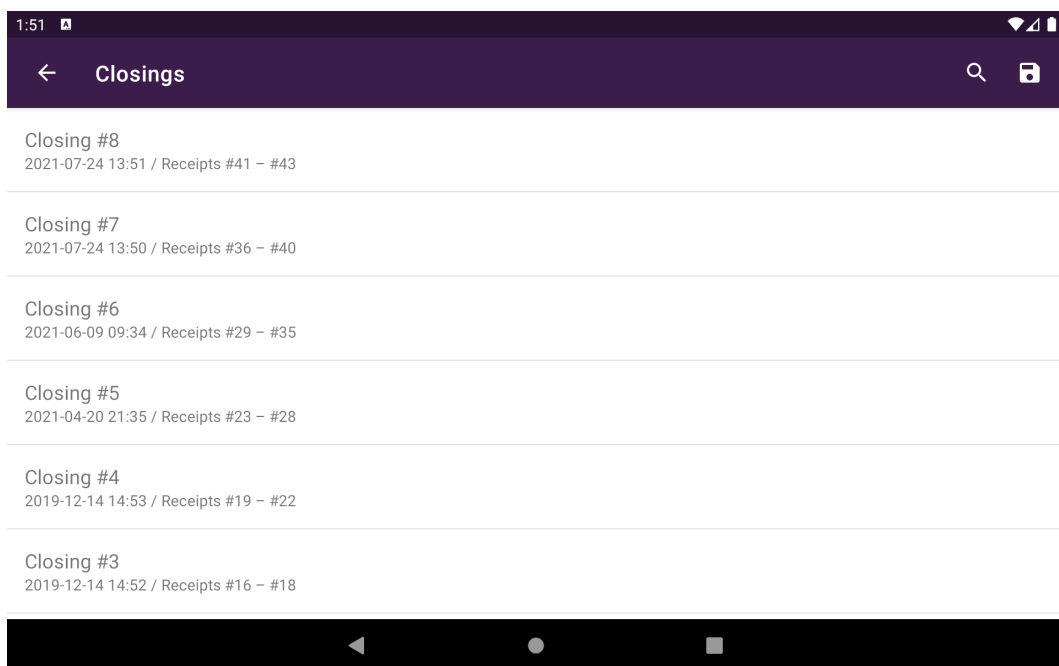 1:51
Closings
Closing #8
2021-07-24 13:51 / Receipts #41 – #43
Closing #7
2021-07-24 13:50 / Receipts #36 – #40
Closing #6
2021-06-09 09:34 / Receipts #29 – #35
Closing #5
2021-04-20 21:35 / Receipts #23 – #28
Closing #4
2019-12-14 14:53 / Receipts #19 – #22
Closing #3
2019-12-14 14:52 / Receipts #16 – #18